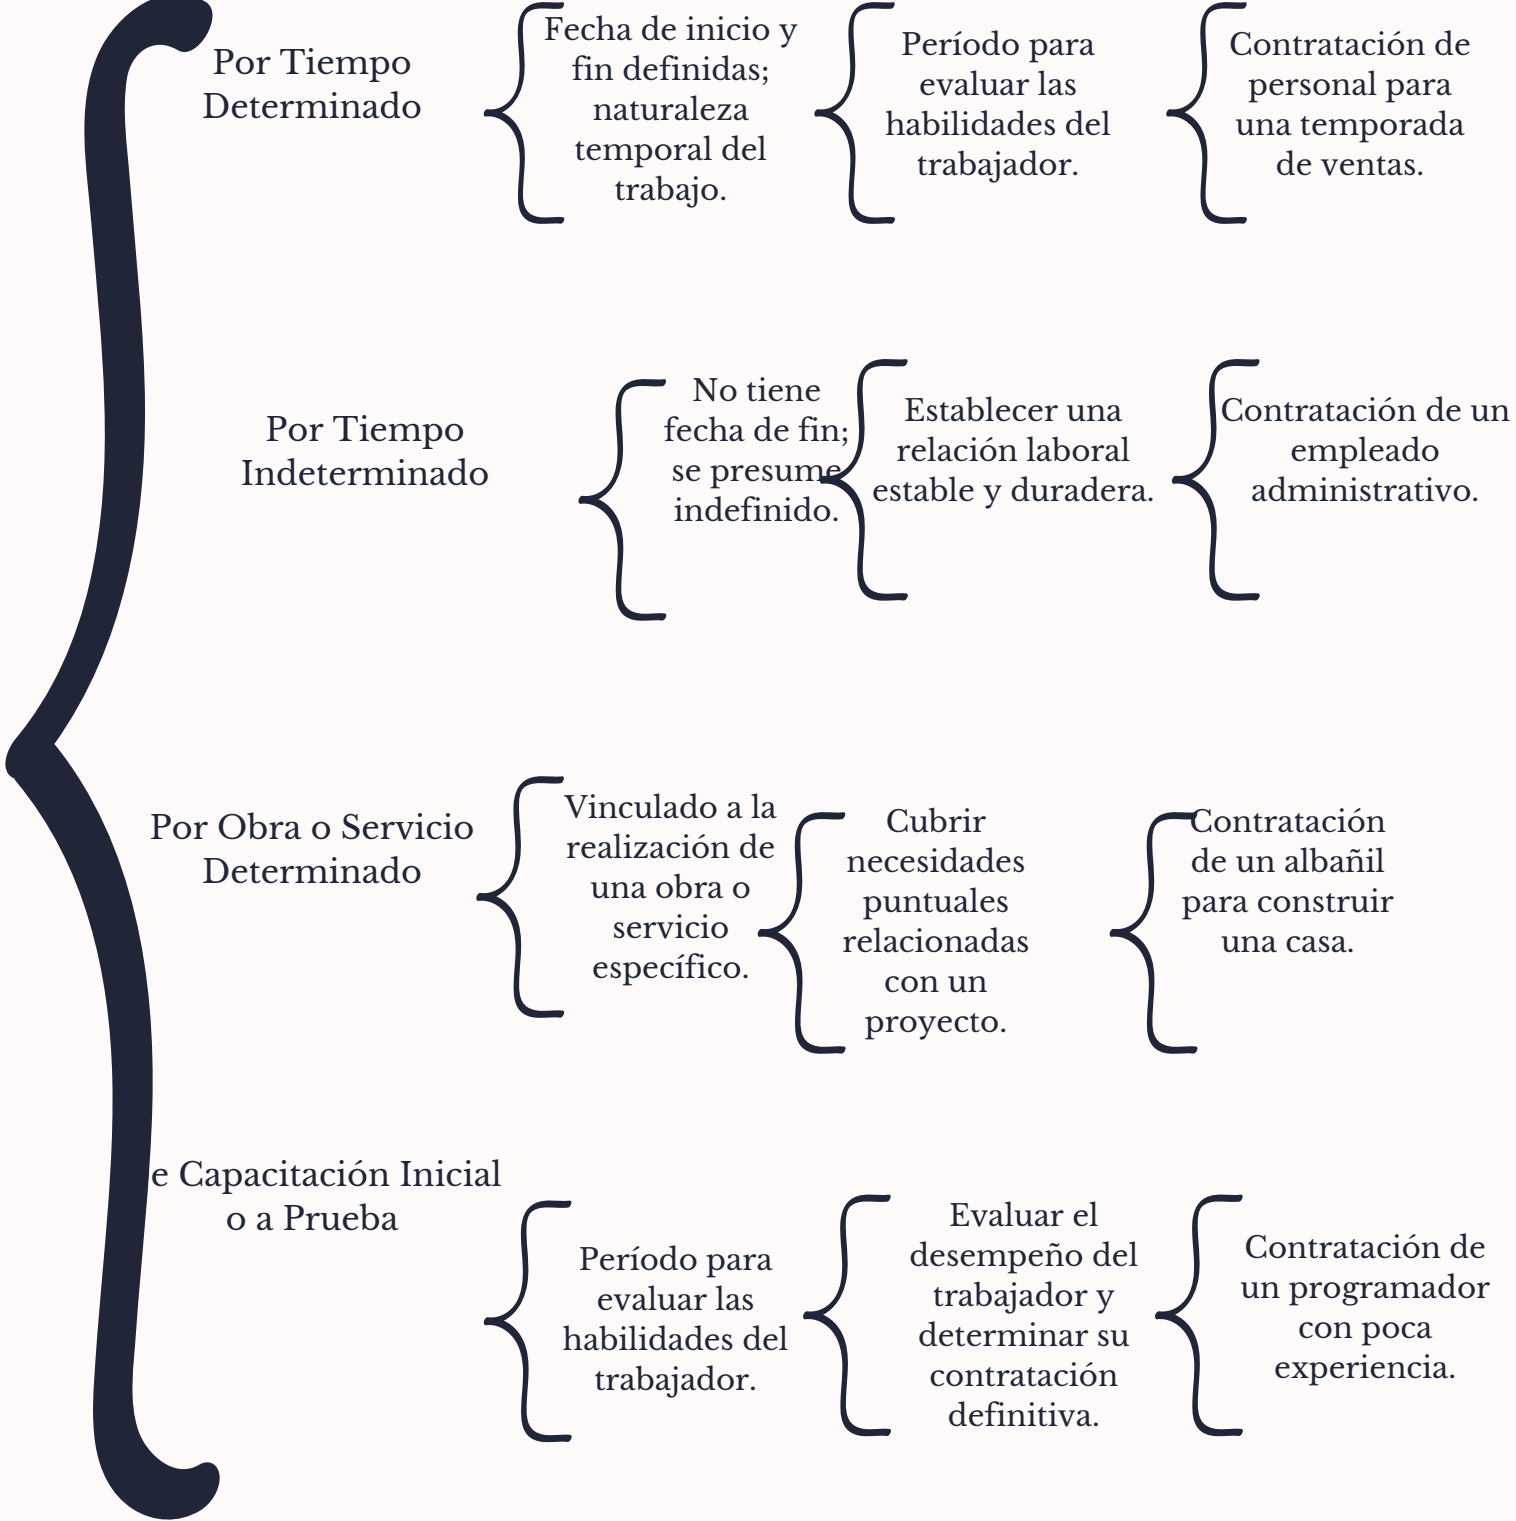 Por Tiempo
Determinado
Fecha de inicio y
fin definidas;
naturaleza
temporal del
trabajo.
Período para
evaluar las
habilidades del
trabajador.
Contratación de
personal para
una temporada
de ventas.
Por Tiempo
Indeterminado
No tiene
fecha de fin;
se presume
indefinido.
Establecer una
relación laboral
estable y duradera.
Contratación de un
empleado
administrativo.
Por Obra o Servicio
Determinado
Vinculado a la
realización de
una obra o
servicio
específico.
Cubrir
necesidades
puntuales
relacionadas
con un
proyecto.
Contratación
de un albañil
para construir
una casa.
e Capacitación Inicial
o a Prueba
Período para
evaluar las
habilidades del
trabajador.
Evaluar el
desempeño del
trabajador y
determinar su
contratación
definitiva.
Contratación de
un programador
con poca
experiencia.